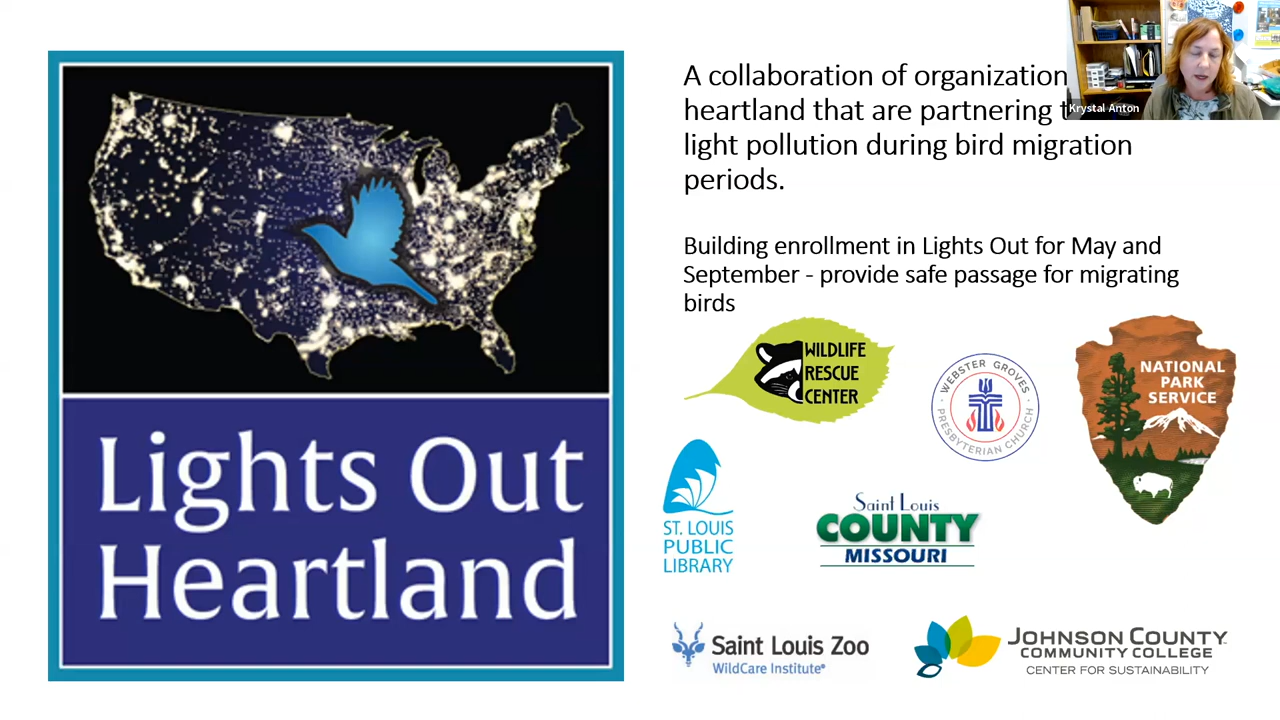 A collaboration of organization
heartland that are partnering
light pollution during bird migration
periods.
Krystal Anton
Building enrollment in Lights Out for May and
September - provide safe passage for migrating
birds
Lights Out
Heartland
WILDLIFE
RESCUE
CENTER
WEBSTER GROVES
PRESBYTERIAN CHURCH
NATIONAL
PARK
SERVICE
ST. LOUIS
PUBLIC
LIBRARY
Saint Louis
COUNTY
MISSOURI
Saint Louis Zoo
WildCare Institute®
JOHNSON COUNTY
COMMUNITY COLLEGE
CENTER FOR SUSTAINABILITY